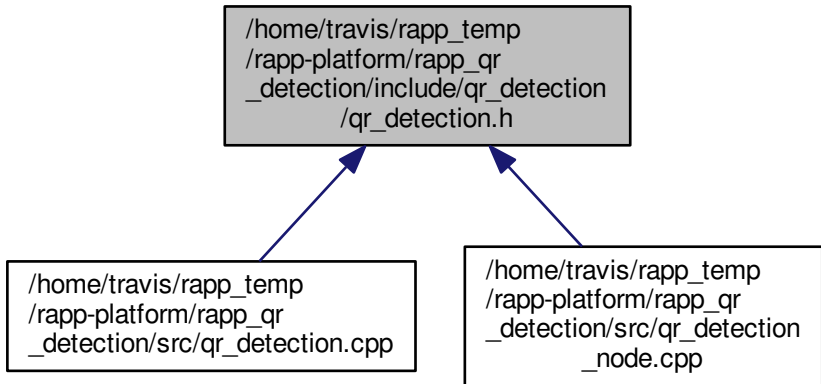 /home/travis/rapp_temp
/rapp-platform/rapp_qr
_detection/include/qr_detection
/qr_detection.h
/home/travis/rapp_temp
/rapp-platform/rapp_qr
_detection/src/qr_detection.cpp
/home/travis/rapp_temp
/rapp-platform/rapp_qr
_detection/src/qr_detection
_node.cpp